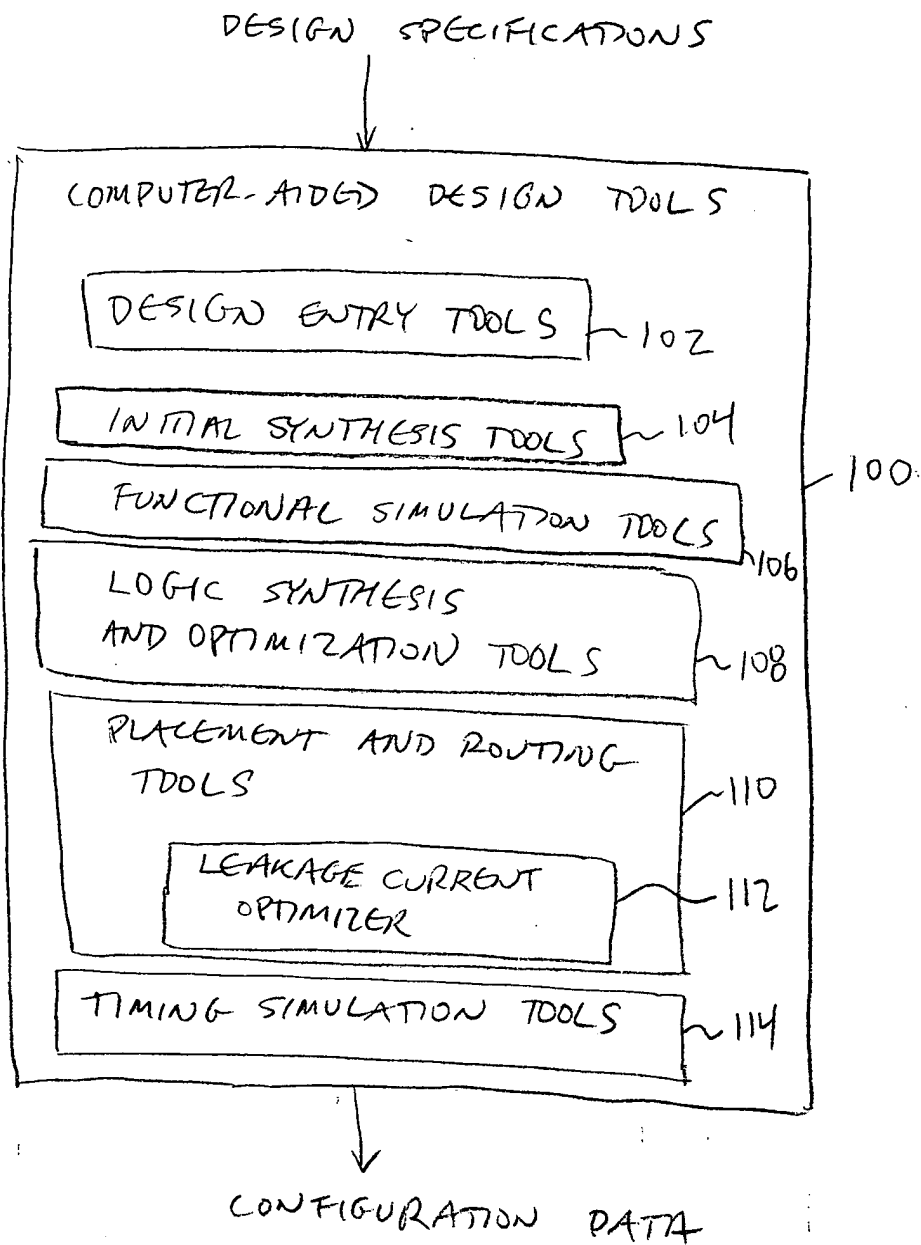 DESIGN SPECIFICATIONS
COMPUTER-AIDED DESIGN TOOLS
DESIGN ENTRY TOOLS
102
INITIAL SYNTHESIS TOOLS
104
100
FUNCTIONAL SIMULATION TOOLS
106
LOGIC SYNTHESIS
AND OPTIMIZATION TOOLS
108
PLACEMENT AND ROUTING
TOOLS
110
LEAKAGE CURRENT
OPTIMIZER
112
TIMING SIMULATION TOOLS
114
CONFIGURATION DATA